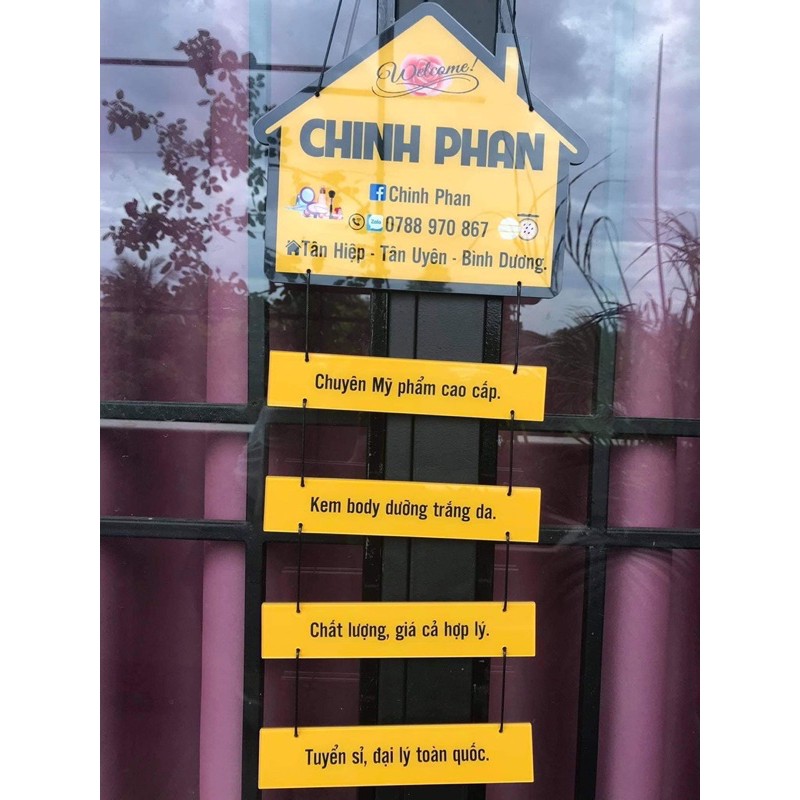 Welcome!
CHINH PHAN
Chinh Phan
Zalo 0788 970 867
Tân Hiệp - Tân Uyên - Bình Dương.
Chuyên Mỹ phẩm cao cấp.
Kem body dưỡng trắng da.
Chất lượng, giá cả hợp lý.
Tuyển sỉ, đại lý toàn quốc.